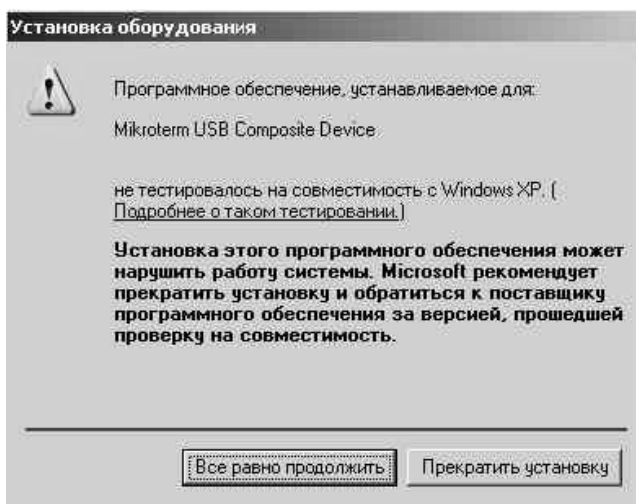 Установка оборудования
Программное обеспечение, устанавливаемое для:
Mikroterm USB Composite Device
не тестировалось на совместимость с Windows XP. (
Подробнее о таком тестировании.)
Установка этого программного обеспечения может
нарушить работу системы. Microsoft рекомендует
прекратить установку и обратиться к поставщику
программного обеспечения за версией, прошедшей
проверку на совместимость.
Все равно продолжить
Прекратить установку